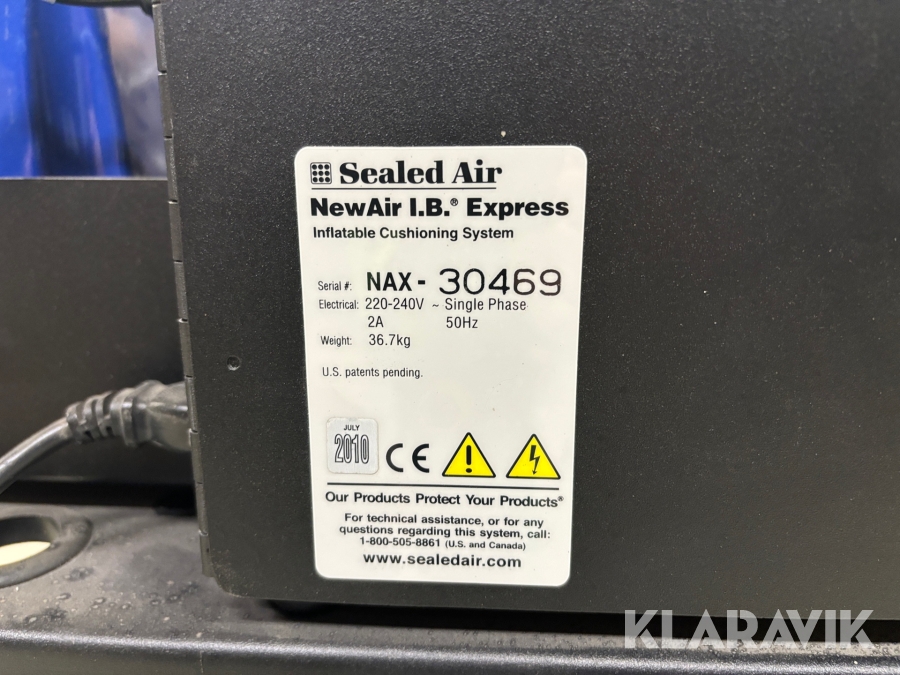 Sealed Air
NewAir I.B.® Express
Inflatable Cushioning System
Serial #: NAX - 30469
Electrical: 220-240V ~ Single Phase
2A 50Hz
Weight: 36.7kg
U.S. patents pending.
JULY
2010
CE
Our Products Protect Your Products®
For technical assistance, or for any
questions regarding this system, call:
1-800-505-8861 (U.S. and Canada)
www.sealedair.com
KLARAVIK